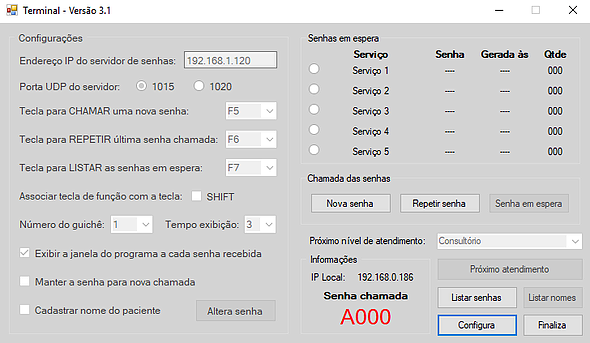 Terminal - Versão 3.1
Configurações
Endereço IP do servidor de senhas: 192.168.1.120
Porta UDP do servidor: 1015 1020
Tecla para CHAMAR uma nova senha: F5
Tecla para REPETIR última senha chamada: F6
Tecla para LISTAR as senhas em espera: F7
Associar tecla de função com a tecla: SHIFT
Número do guichê: 1 Tempo exibição: 3
Exibir a janela do programa a cada senha recebida
Manter a senha para nova chamada
Cadastrar nome do paciente Altera senha
Senhas em espera
Serviço Senha Gerada às Qtde
Serviço 1 ---- ---- 000
Serviço 2 ---- ---- 000
Serviço 3 ---- ---- 000
Serviço 4 ---- ---- 000
Serviço 5 ---- ---- 000
Chamada das senhas
Nova senha Repetir senha Senha em espera
Próximo nível de atendimento: Consultório
Informações
IP Local: 192.168.0.186
Senha chamada
A000
Próximo atendimento
Listar senhas Listar nomes
Configura Finaliza